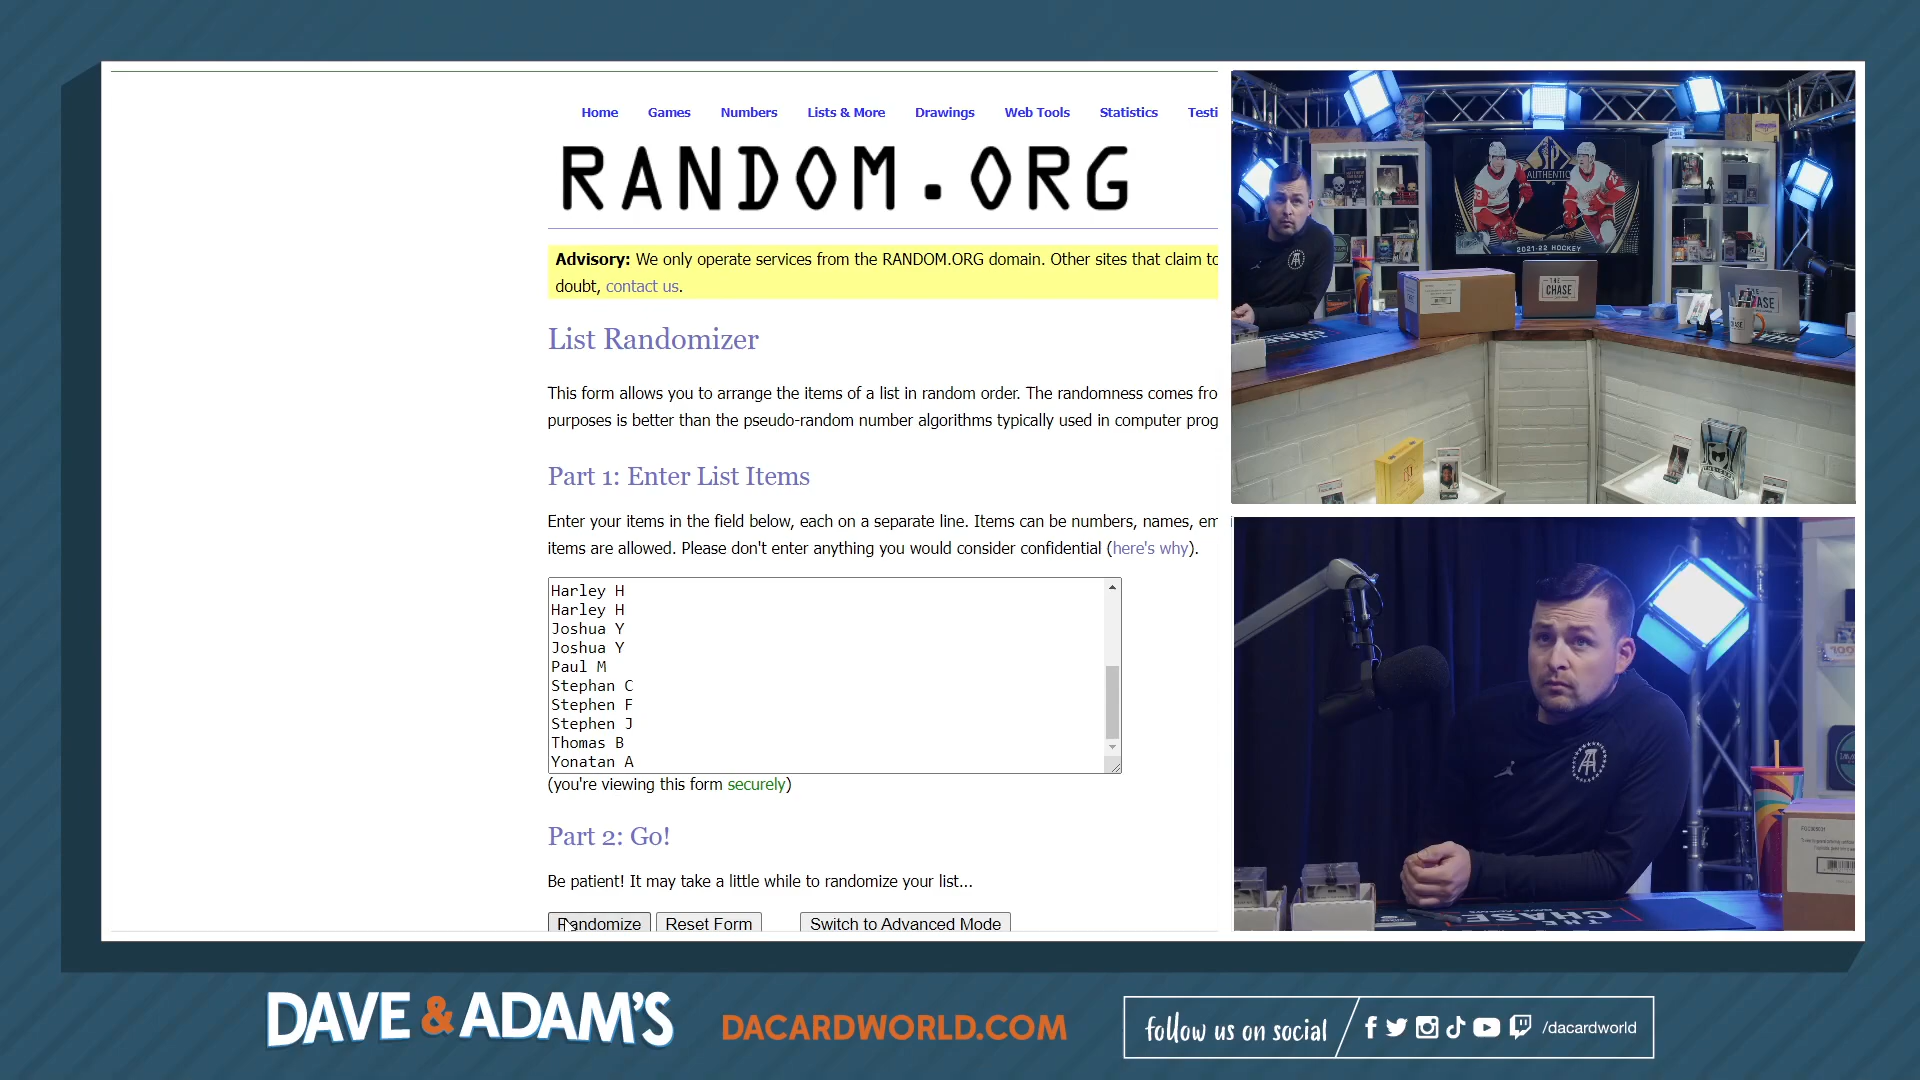 Home Games Numbers Lists & More Drawings Web Tools Statistics Testi
RANDOM.ORG
Advisory: We only operate services from the RANDOM.ORG domain. Other sites that claim to
doubt, contact us.
List Randomizer
This form allows you to arrange the items of a list in random order. The randomness comes fro
purposes is better than the pseudo-random number algorithms typically used in computer prog
Part 1: Enter List Items
Enter your items in the field below, each on a separate line. Items can be numbers, names, em
items are allowed. Please don't enter anything you would consider confidential (here's why).
Harley H
Harley H
Joshua Y
Joshua Y
Paul M
Stephan C
Stephen F
Stephen J
Thomas B
Yonatan A
(you're viewing this form securely)
Part 2: Go!
Be patient! It may take a little while to randomize your list...
Randomize Reset Form Switch to Advanced Mode
SP
AUTHENTIC
2021-22 HOCKEY
THE
CHASE
THE CHASE
DAVE & ADAM'S
DACARDWORLD.COM
follow us on social
/dacardworld